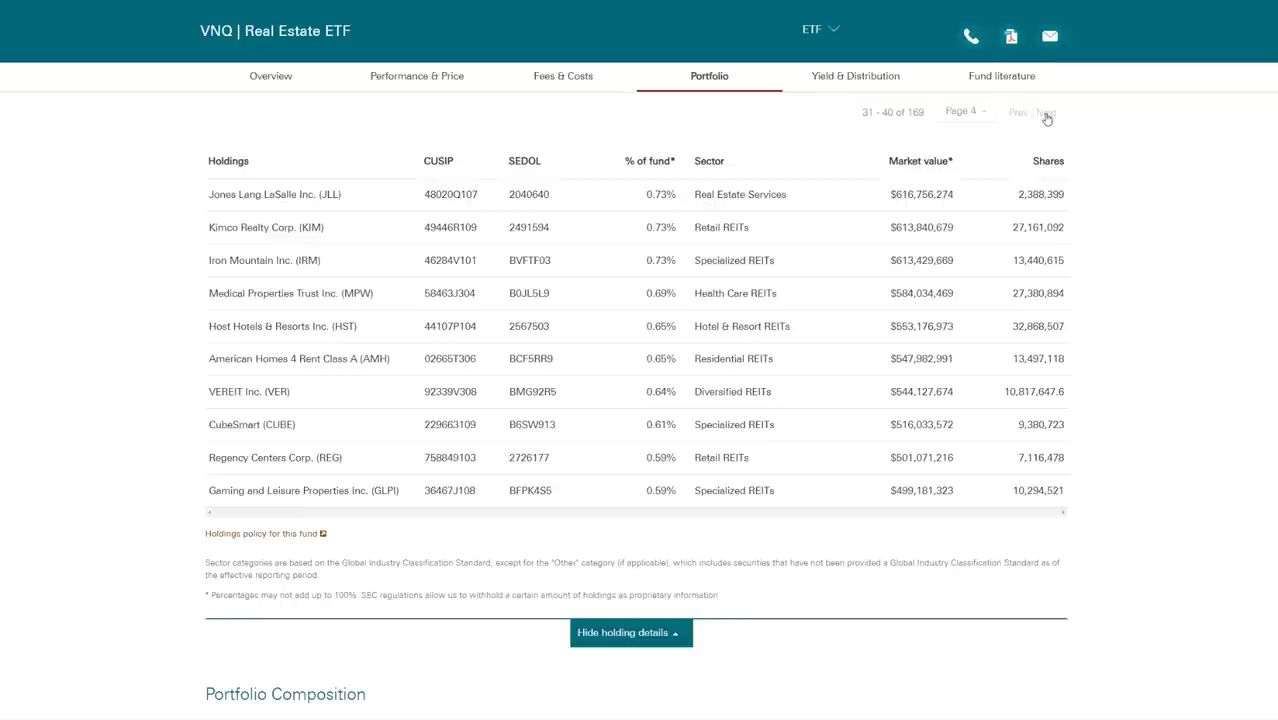 VNQ | Real Estate ETF
ETF
Overview Performance & Price Fees & Costs Portfolio Yield & Distribution Fund literature
31 - 40 of 169 Page 4 Prev | Next
Holdings CUSIP SEDOL % of fund* Sector Market value* Shares
Jones Lang LaSalle Inc. (JLL) 48020Q107 2040640 0.73% Real Estate Services $616,756,274 2,388,399
Kimco Realty Corp. (KIM) 49446R109 2491594 0.73% Retail REITs $613,840,679 27,161,092
Iron Mountain Inc. (IRM) 46284V101 BVFTF03 0.73% Specialized REITs $613,429,669 13,440,615
Medical Properties Trust Inc. (MPW) 58463J304 B0JL5L9 0.69% Health Care REITs $584,034,469 27,380,894
Host Hotels & Resorts Inc. (HST) 44107P104 2567503 0.65% Hotel & Resort REITs $553,176,973 32,868,507
American Homes 4 Rent Class A (AMH) 02665T306 BCF5RR9 0.65% Residential REITs $547,982,991 13,497,118
VEREIT Inc. (VER) 92339V308 BMG92R5 0.64% Diversified REITs $544,127,674 10,817,647.6
CubeSmart (CUBE) 229663109 B6SW913 0.61% Specialized REITs $516,033,572 9,380,723
Regency Centers Corp. (REG) 758849103 2726177 0.59% Retail REITs $501,071,216 7,116,478
Gaming and Leisure Properties Inc. (GLPI) 36467J108 BFPK4S5 0.59% Specialized REITs $499,181,323 10,294,521
Holdings policy for this fund
Sector categories are based on the Global Industry Classification Standard, except for the "Other" category (if applicable), which includes securities that have not been provided a Global Industry Classification Standard as of
the effective reporting period.
* Percentages may not add up to 100%. SEC regulations allow us to withhold a certain amount of holdings as proprietary information
Hide holding details
Portfolio Composition